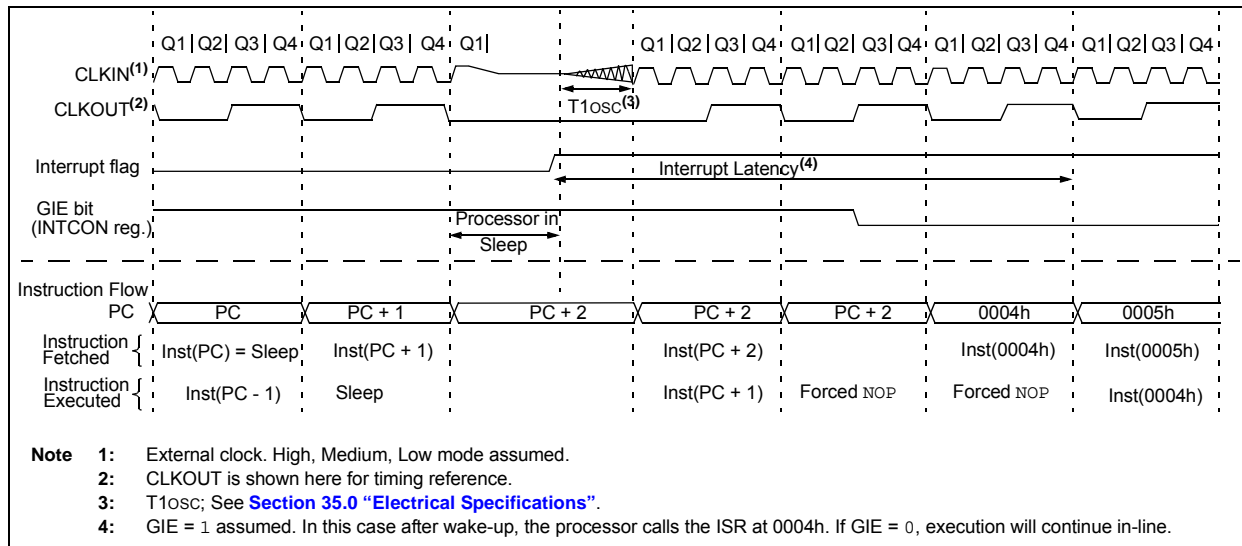 Q1| Q2| Q3| Q4 Q1| Q2| Q3| Q4 Q1| Q1| Q2| Q3| Q4 Q1| Q2| Q3| Q4 Q1| Q2| Q3| Q4 Q1| Q2| Q3| Q4
CLKIN(1)
CLKOUT(2)
T1OSC(3)
Interrupt flag
Interrupt Latency(4)
GIE bit
(INTCON reg.)
Processor in
Sleep
Instruction Flow
PC PC PC + 1 PC + 2 PC + 2 PC + 2 0004h 0005h
Instruction
Fetched { Inst(PC) = Sleep Inst(PC + 1) Inst(PC + 2) Inst(0004h) Inst(0005h)
Instruction
Executed { Inst(PC - 1) Sleep Inst(PC + 1) Forced NOP Forced NOP Inst(0004h)
Note 1: External clock. High, Medium, Low mode assumed.
2: CLKOUT is shown here for timing reference.
3: T1OSC; See Section 35.0 “Electrical Specifications”.
4: GIE = 1 assumed. In this case after wake-up, the processor calls the ISR at 0004h. If GIE = 0, execution will continue in-line.